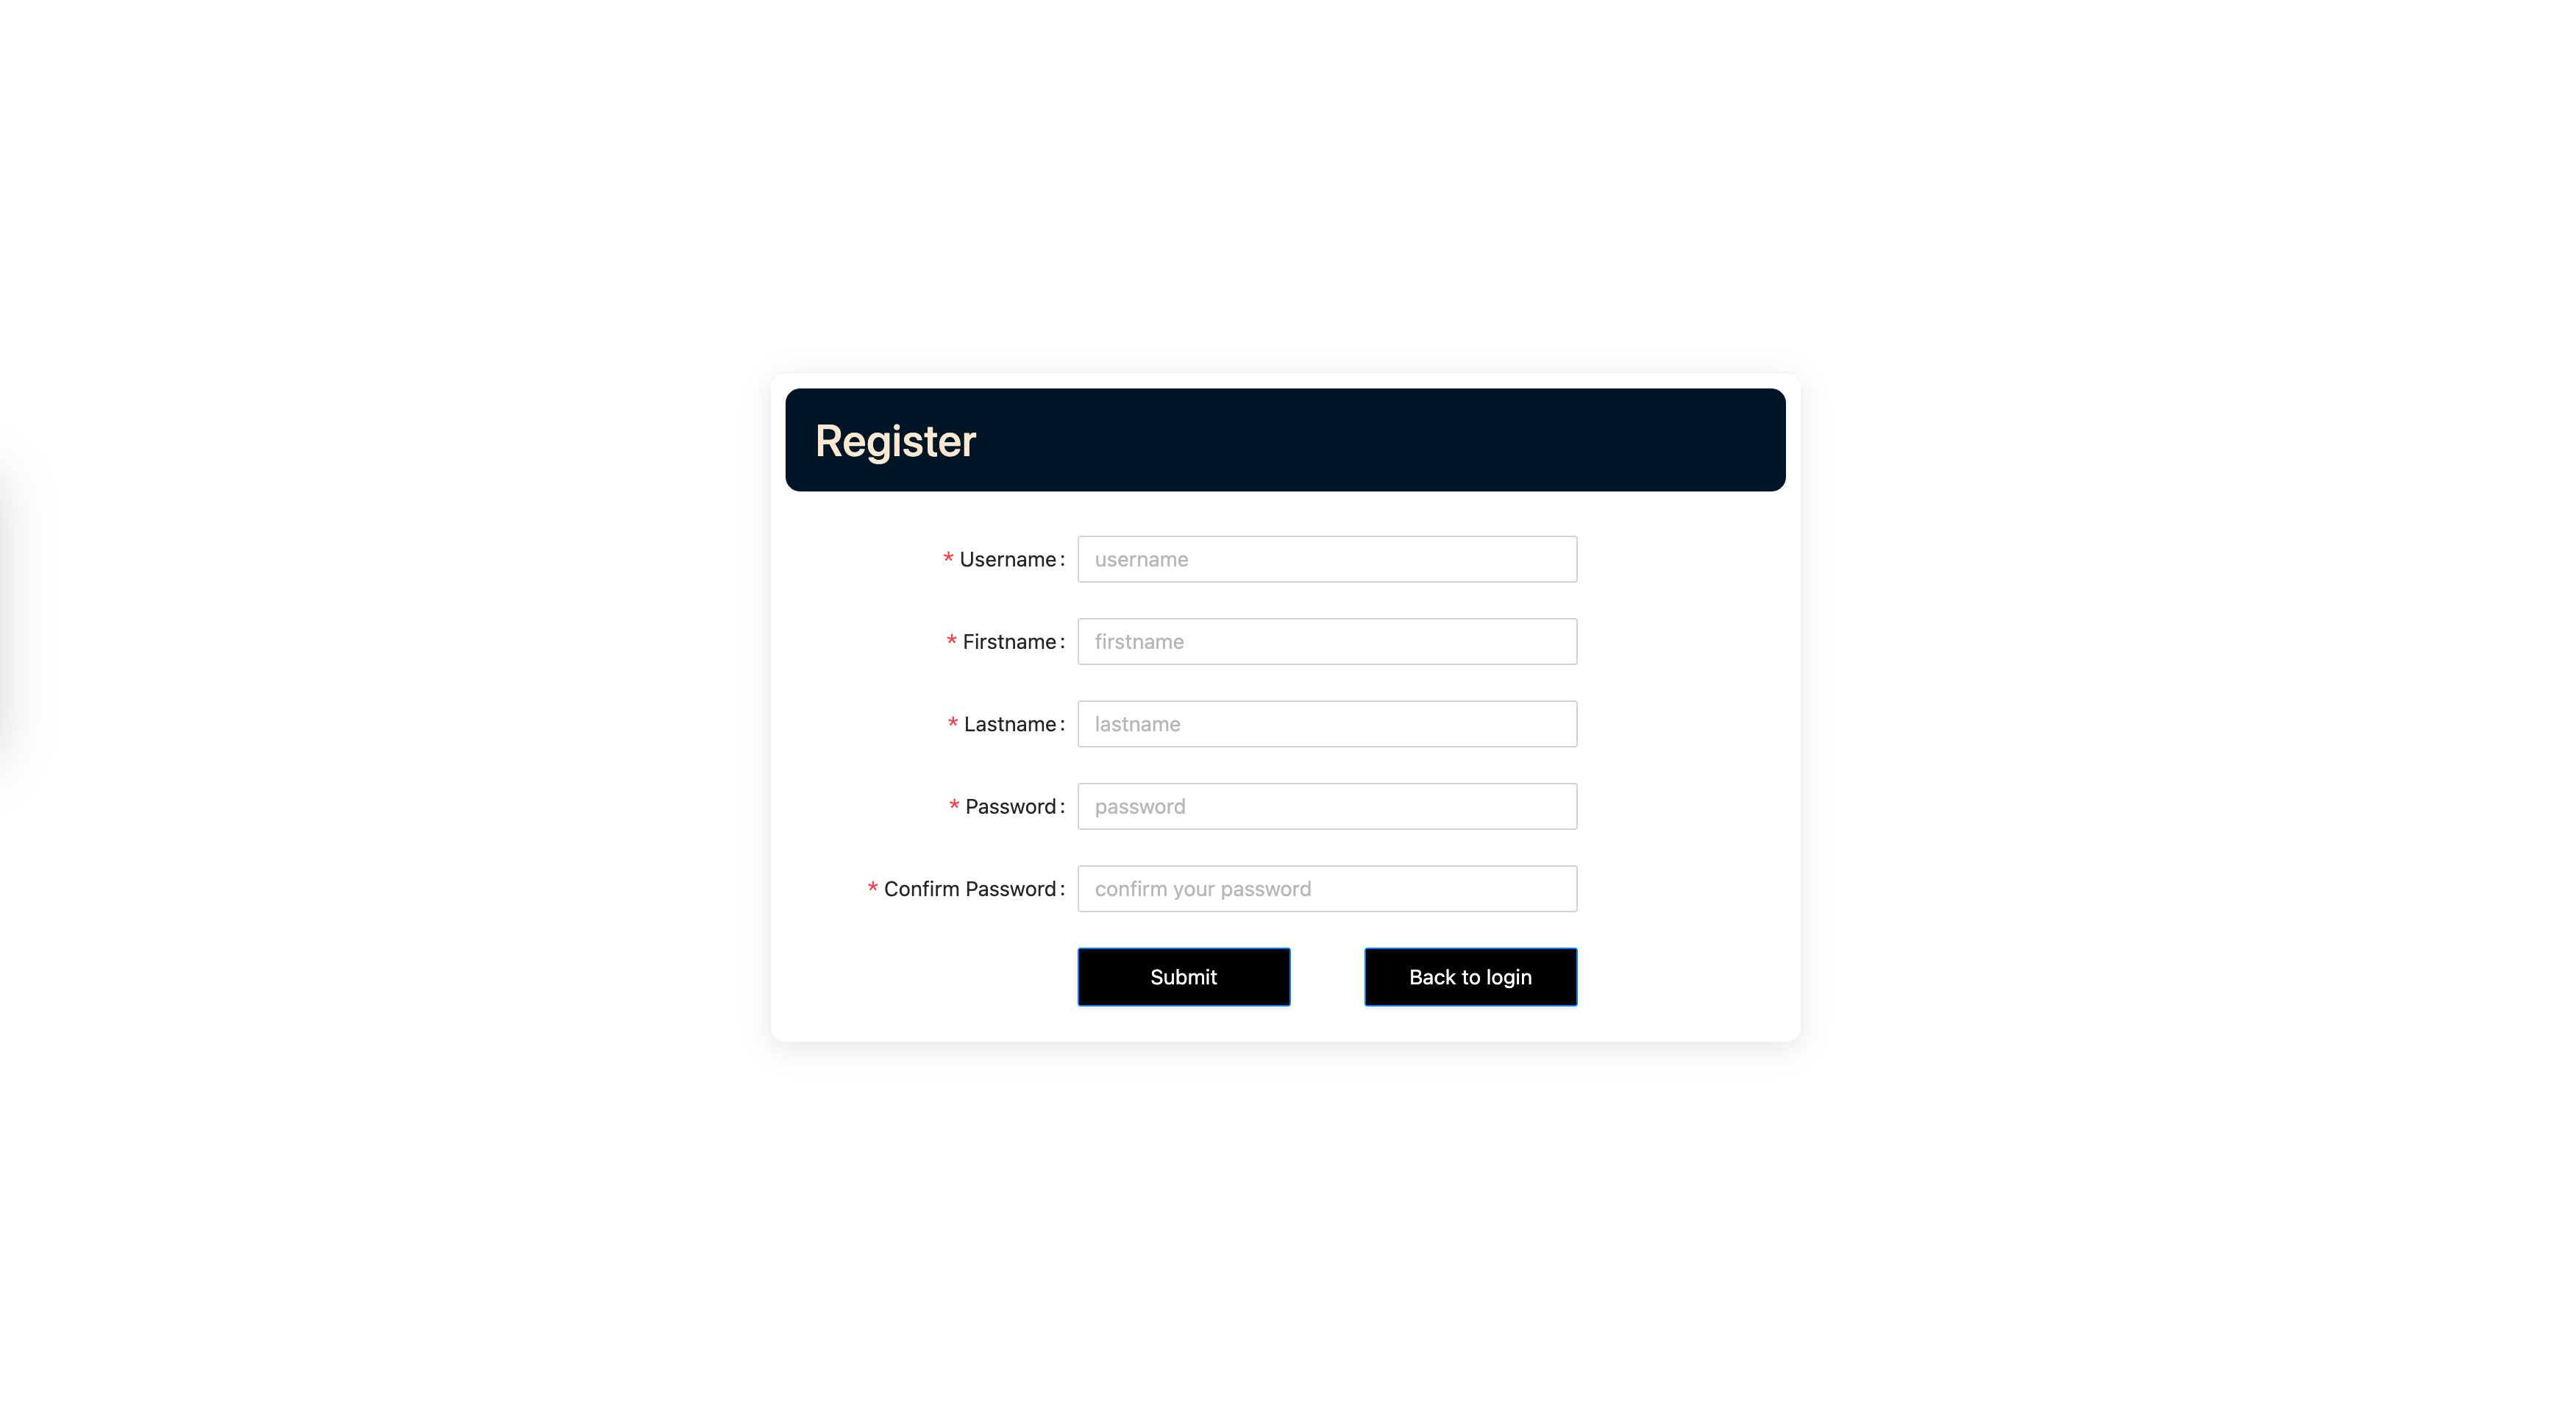 Register
* Username: username
* Firstname: firstname
* Lastname: lastname
* Password: password
* Confirm Password: confirm your password
Submit Back to login